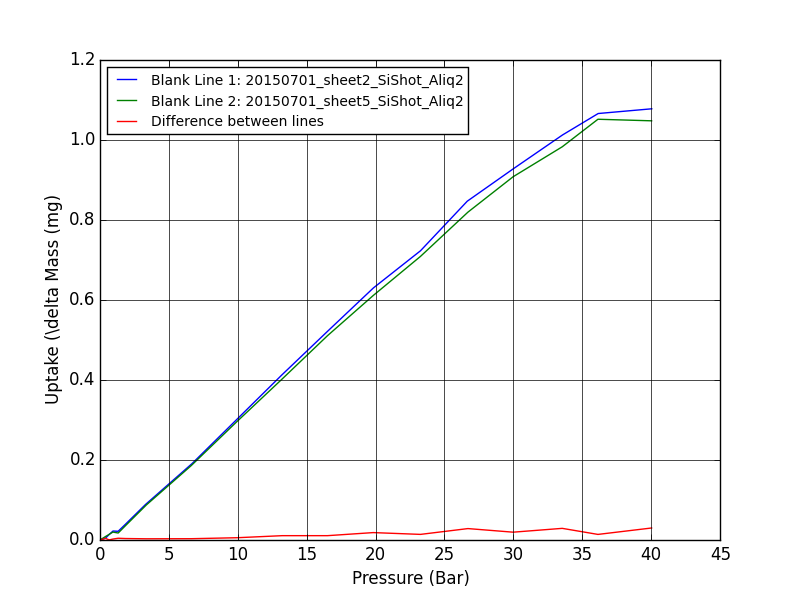 Blank Line 1: 20150701_sheet2_SiShot_Aliq2
Blank Line 2: 20150701_sheet5_SiShot_Aliq2
Difference between lines
1.2
1.0
0.8
0.6
0.4
0.2
0.0
Uptake (\delta Mass (mg)
0 5 10 15 20 25 30 35 40 45
Pressure (Bar)